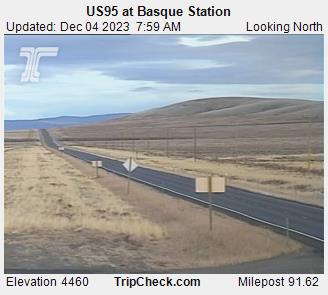 US95 at Basque Station
Updated: Dec 04 2023 7:59 AM Looking North
Elevation 4460 TripCheck.com Milepost 91.62